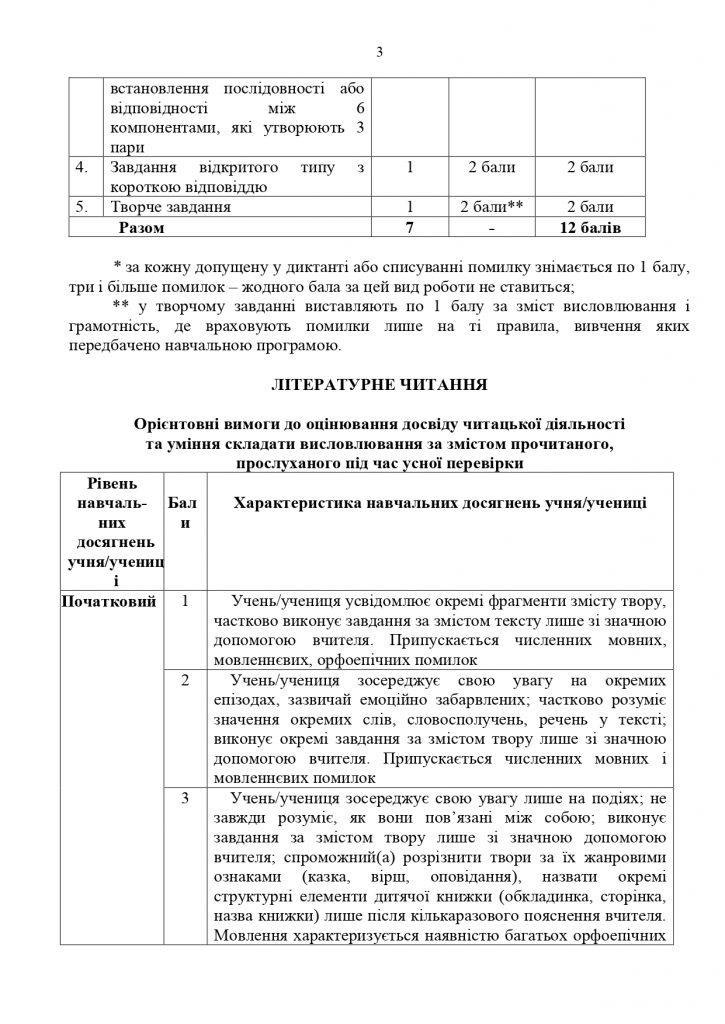 3
встановлення послідовності або
відповідності між 6
компонентами, які утворюють 3
пари
4. Завдання відкритого типу з 1 2 бали 2 бали
короткою відповіддю
5. Творче завдання 1 2 бали** 2 бали
Разом 7 - 12 балів
* за кожну допущену у диктанті або списуванні помилку знімається по 1 балу,
три і більше помилок – жодного бала за цей вид роботи не ставиться;
** у творчому завданні виставляють по 1 балу за зміст висловлювання і
грамотність, де враховують помилки лише на ті правила, вивчення яких
передбачено навчальною програмою.
ЛІТЕРАТУРНЕ ЧИТАННЯ
Орієнтовні вимоги до оцінювання досвіду читацької діяльності
та уміння складати висловлювання за змістом прочитаного,
прослуханого під час усної перевірки
Рівень
навчаль- Бал Характеристика навчальних досягнень учня/учениці
них и
досягнень
учня/учениц
і
Початковий 1 Учень/учениця усвідомлює окремі фрагменти змісту твору,
частково виконує завдання за змістом тексту лише зі значною
допомогою вчителя. Припускається численних мовних,
мовленнєвих, орфоепічних помилок
2 Учень/учениця зосереджує свою увагу на окремих
епізодах, зазвичай емоційно забарвлених; частково розуміє
значення окремих слів, словосполучень, речень у тексті;
виконує окремі завдання за змістом твору лише зі значною
допомогою вчителя. Припускається численних мовних і
мовленнєвих помилок
3 Учень/учениця зосереджує свою увагу лише на подіях; не
завжди розуміє, як вони пов’язані між собою; виконує
завдання за змістом твору лише зі значною допомогою
вчителя; спроможний(а) розрізнити твори за їх жанровими
ознаками (казка, вірш, оповідання), назвати окремі
структурні елементи дитячої книжки (обкладинка, сторінка,
назва книжки) лише після кількаразового пояснення вчителя.
Мовлення характеризується наявністю багатьох орфоепічних